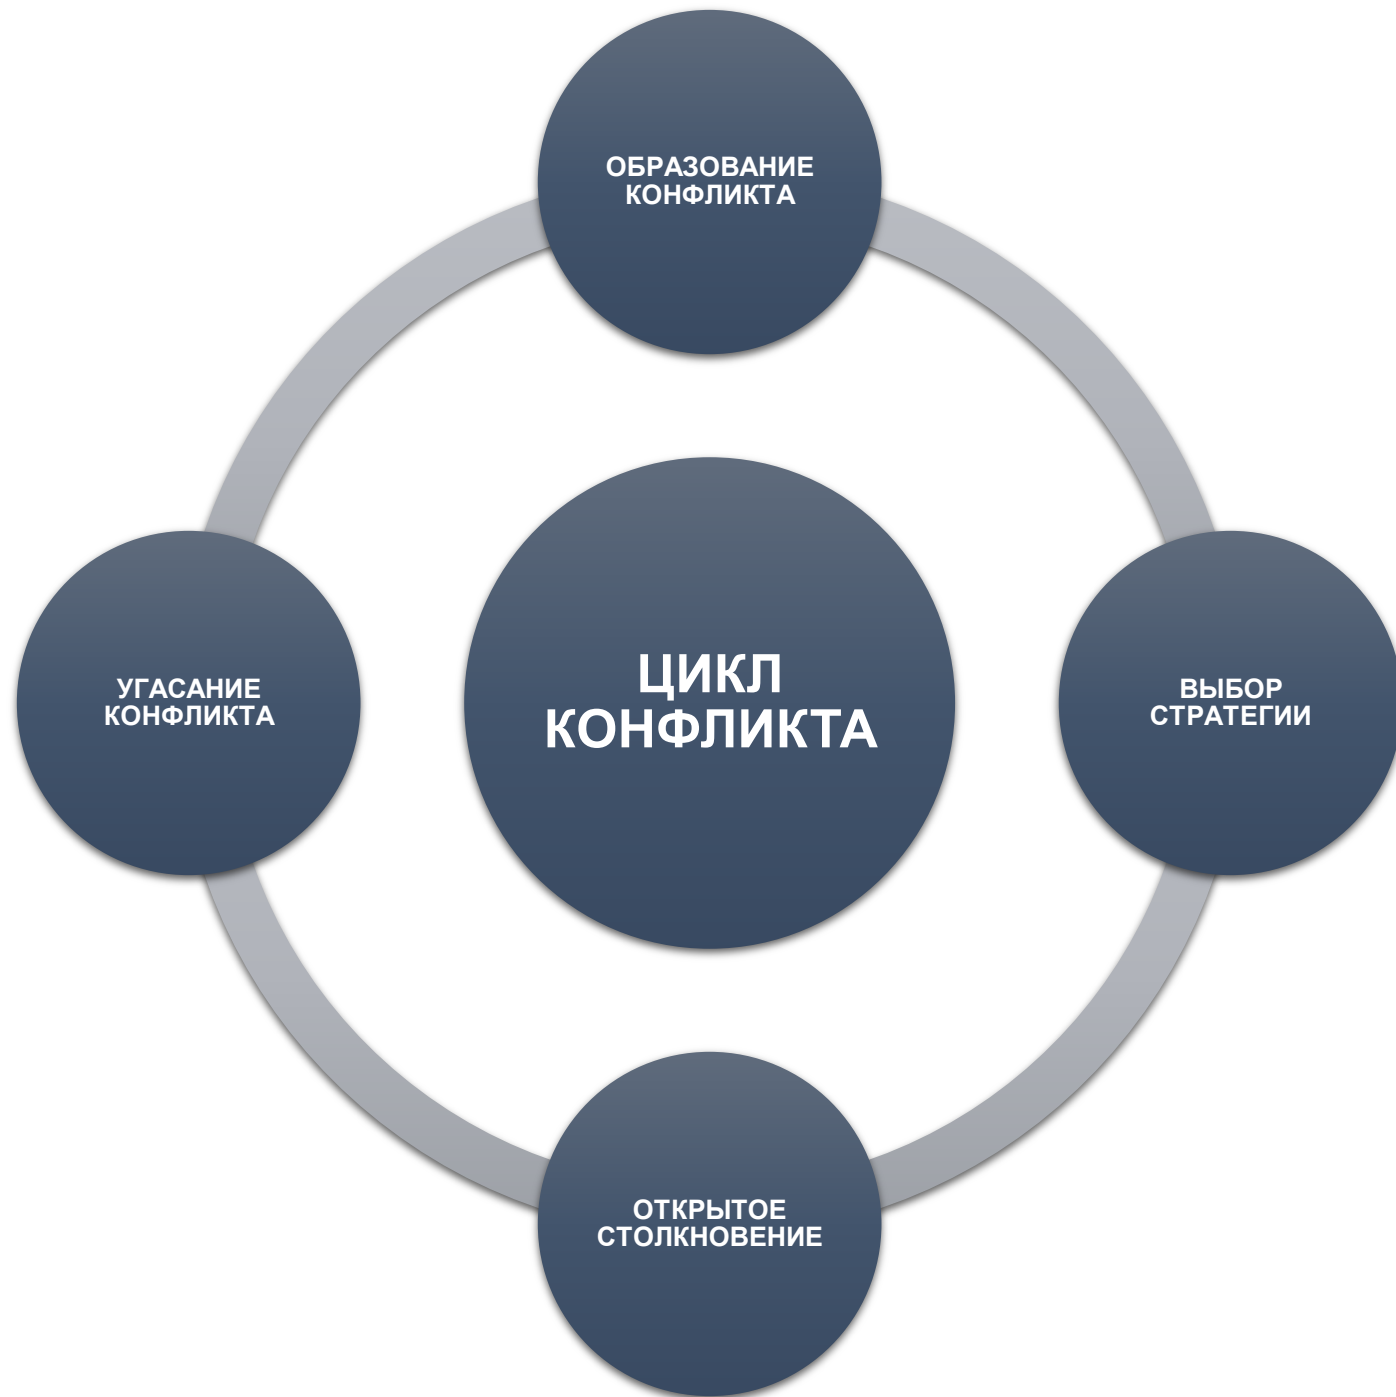 ОБРАЗОВАНИЕ
КОНФЛИКТА
УГАСАНИЕ
КОНФЛИКТА
ЦИКЛ
КОНФЛИКТА
ВЫБОР
СТРАТЕГИИ
ОТКРЫТОЕ
СТОЛКНОВЕНИЕ